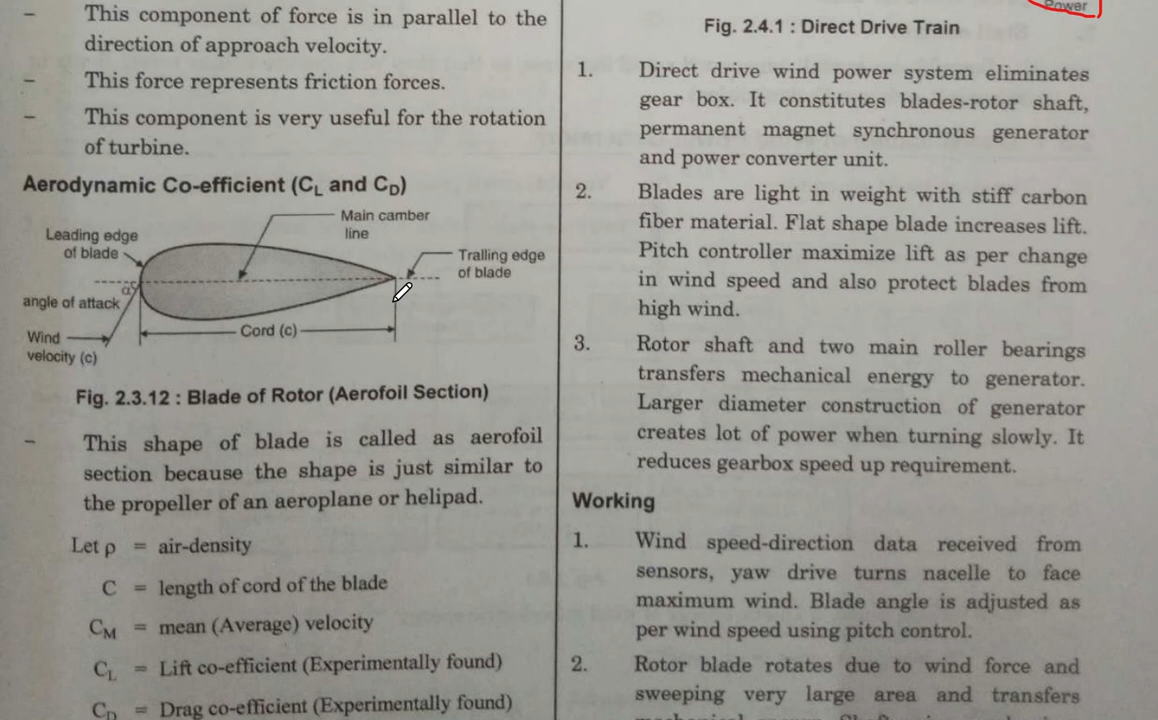 – This component of force is in parallel to the
direction of approach velocity.
– This force represents friction forces.
– This component is very useful for the rotation
of turbine.
Aerodynamic Co-efficient (C_L and C_D)
Main camber
line
Leading edge
of blade
Tralling edge
of blade
α
angle of attack
Cord (c)
Wind
velocity (c)
Fig. 2.3.12 : Blade of Rotor (Aerofoil Section)
– This shape of blade is called as aerofoil
section because the shape is just similar to
the propeller of an aeroplane or helipad.
Let ρ = air-density
C = length of cord of the blade
C_M = mean (Average) velocity
C_L = Lift co-efficient (Experimentally found)
C_D = Drag co-efficient (Experimentally found)
Power
Fig. 2.4.1 : Direct Drive Train
1. Direct drive wind power system eliminates
gear box. It constitutes blades-rotor shaft,
permanent magnet synchronous generator
and power converter unit.
2. Blades are light in weight with stiff carbon
fiber material. Flat shape blade increases lift.
Pitch controller maximize lift as per change
in wind speed and also protect blades from
high wind.
3. Rotor shaft and two main roller bearings
transfers mechanical energy to generator.
Larger diameter construction of generator
creates lot of power when turning slowly. It
reduces gearbox speed up requirement.
Working
1. Wind speed-direction data received from
sensors, yaw drive turns nacelle to face
maximum wind. Blade angle is adjusted as
per wind speed using pitch control.
2. Rotor blade rotates due to wind force and
sweeping very large area and transfers